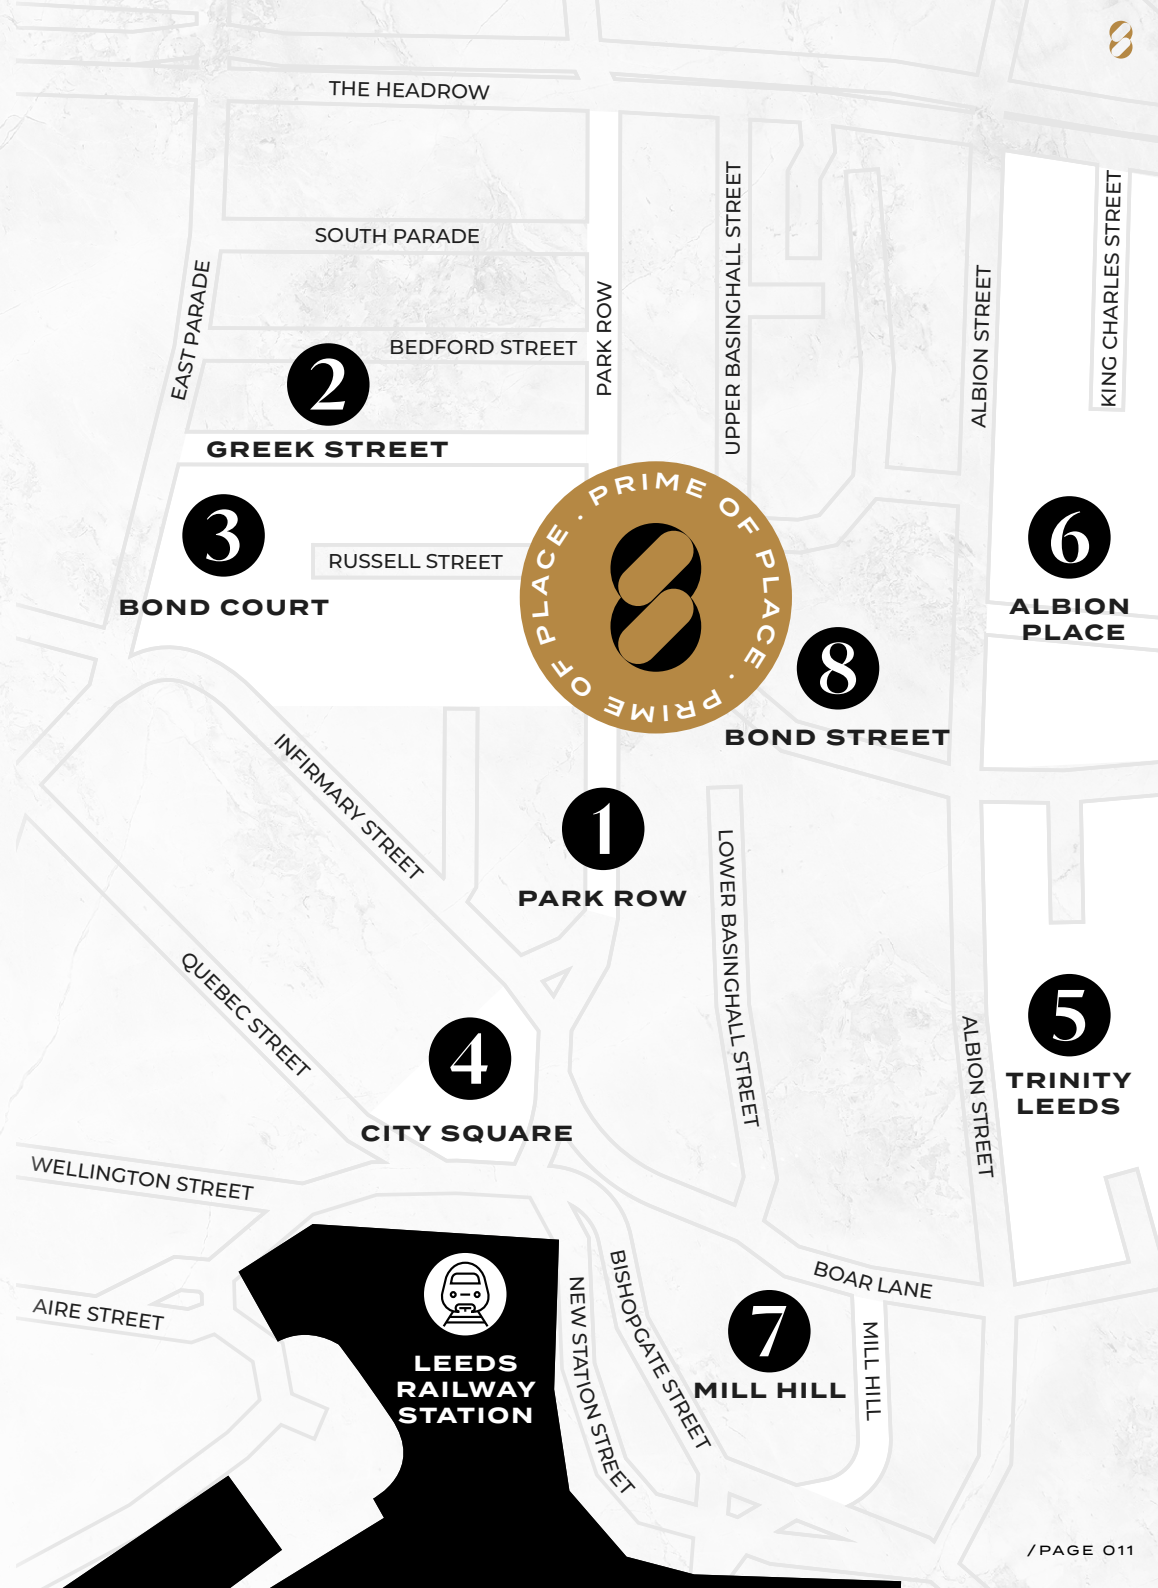 8
THE HEADROW
SOUTH PARADE
EAST PARADE
BEDFORD STREET
PARK ROW
UPPER BASINGHALL STREET
ALBION STREET
KING CHARLES STREET
2
GREEK STREET
3
BOND COURT
RUSSELL STREET
PRIME OF PLACE · PRIME OF PLACE ·
8
6
ALBION
PLACE
8
BOND STREET
INFIRMARY STREET
1
PARK ROW
LOWER BASINGHALL STREET
QUEBEC STREET
4
CITY SQUARE
5
TRINITY
LEEDS
ALBION STREET
WELLINGTON STREET
AIRE STREET
LEEDS
RAILWAY
STATION
NEW STATION STREET
BISHOPGATE STREET
BOAR LANE
7
MILL HILL
MILL HILL
/PAGE 011